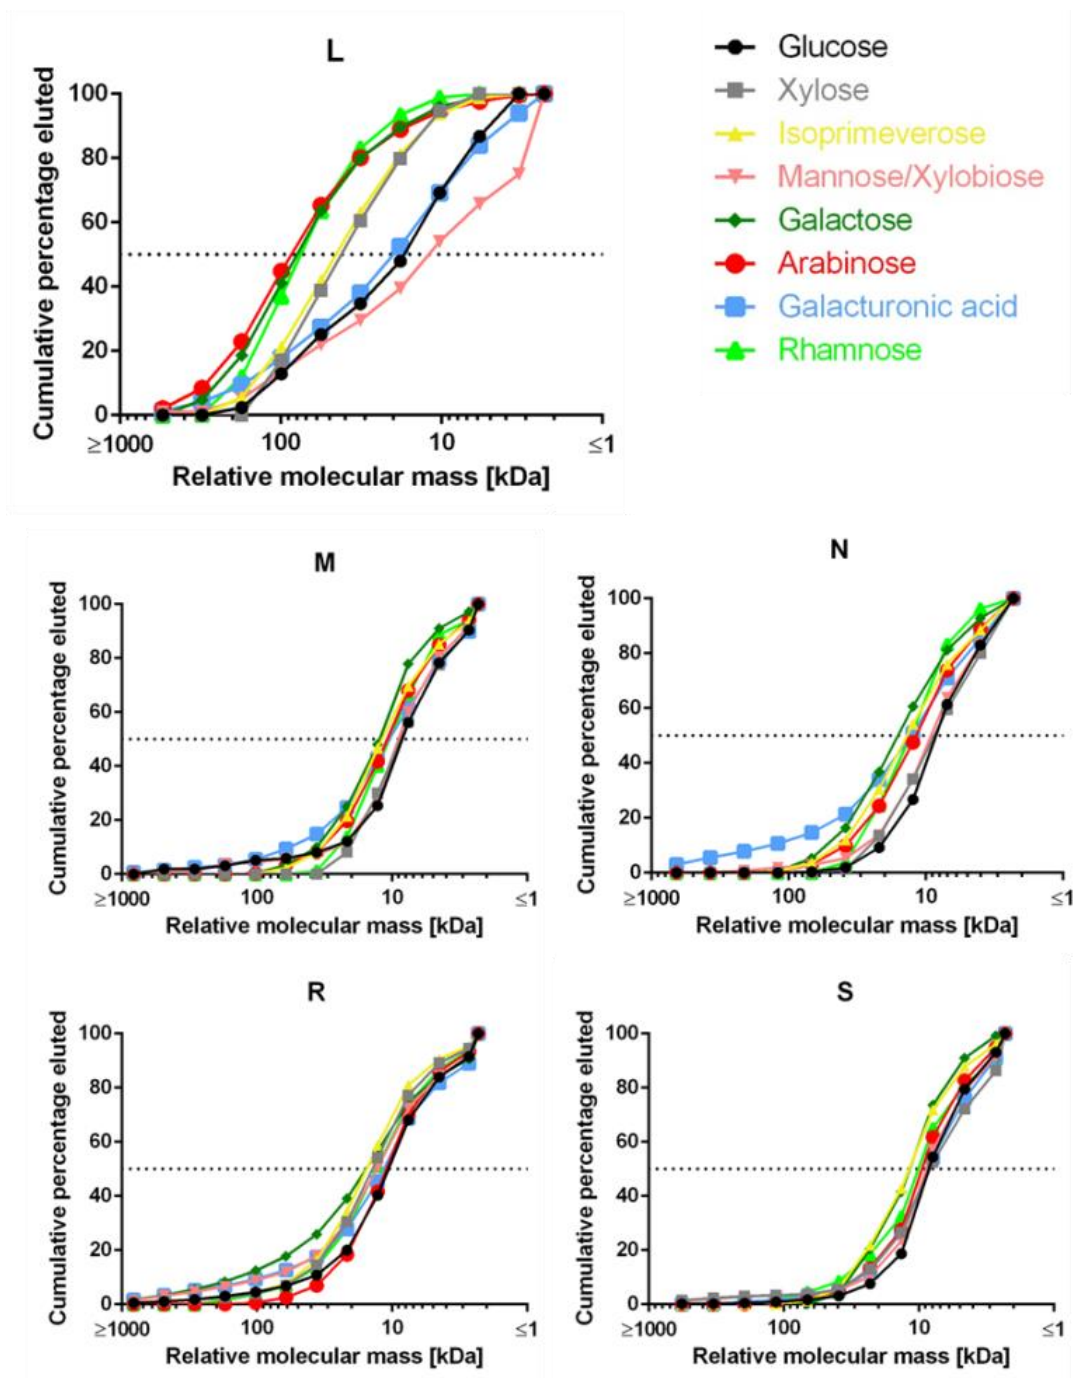 L
Cumulative percentage eluted
100
80
60
40
20
0
≥1000
100
10
≤1
Relative molecular mass [kDa]
Glucose
Xylose
Isoprimeverose
Mannose/Xylobiose
Galactose
Arabinose
Galacturonic acid
Rhamnose
M
Cumulative percentage eluted
100
80
60
40
20
0
≥1000
100
10
≤1
Relative molecular mass [kDa]
N
Cumulative percentage eluted
100
80
60
40
20
0
≥1000
100
10
≤1
Relative molecular mass [kDa]
R
Cumulative percentage eluted
100
80
60
40
20
0
≥1000
100
10
≤1
Relative molecular mass [kDa]
S
Cumulative percentage eluted
100
80
60
40
20
0
≥1000
100
10
≤1
Relative molecular mass [kDa]